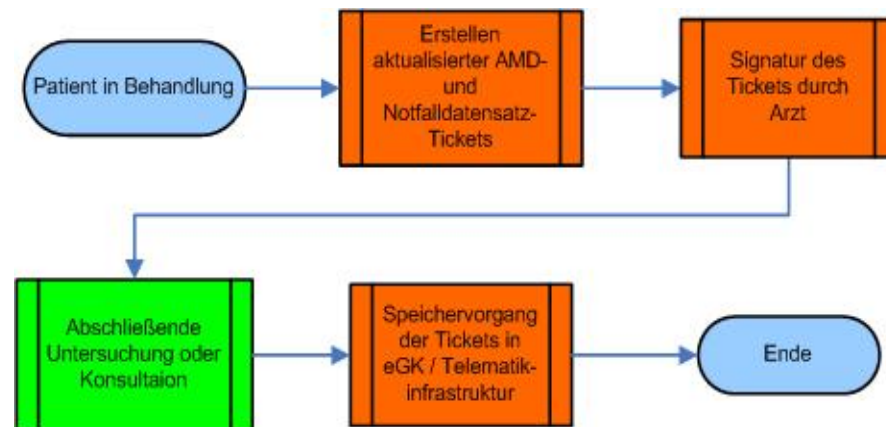 Patient in Behandlung
Erstellen
aktualisierter AMD-
und
Notfalldatensatz-
Tickets
Signatur des
Tickets durch
Arzt
Abschließende
Untersuchung oder
Konsultaion
Speichervorgang
der Tickets in
eGK / Telematik-
infrastruktur
Ende